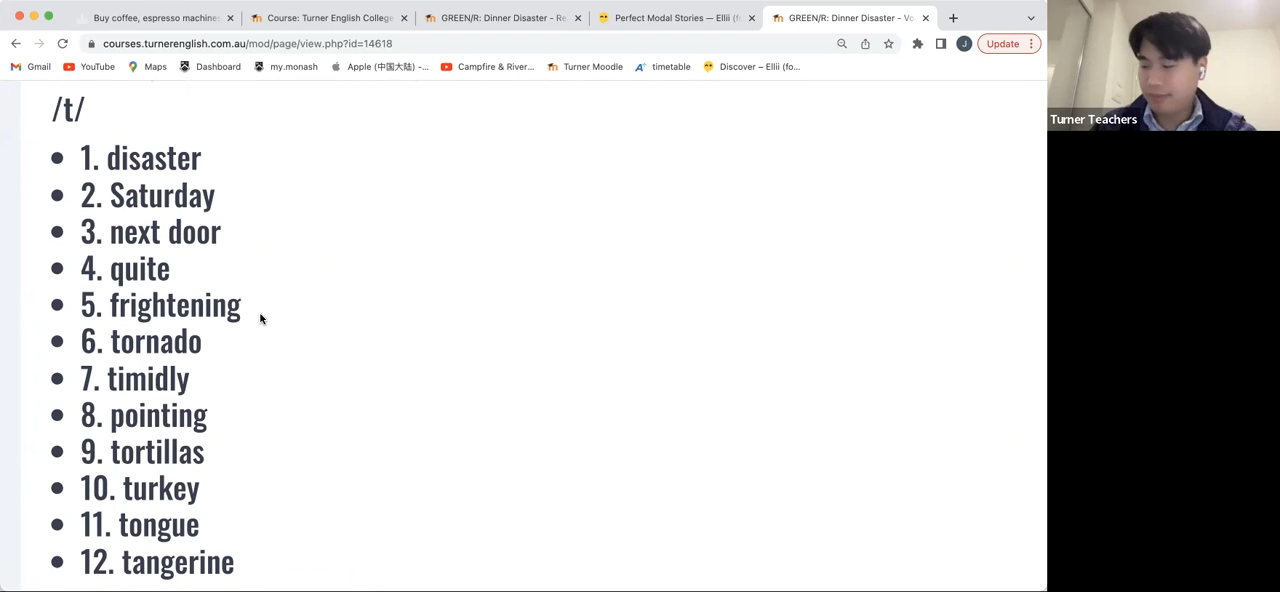 Buy coffee, espresso machines
Course: Turner English College
GREEN/R: Dinner Disaster - Re
Perfect Modal Stories — Ellii (f
GREEN/R: Dinner Disaster - Vo
courses.turnerenglish.com.au/mod/page/view.php?id=14618
J
Update
Gmail
YouTube
Maps
Dashboard
my.monash
Apple (中国大陆) -...
Campfire & River...
Turner Moodle
timetable
Discover – Ellii (fo...
/t/
1. disaster
2. Saturday
3. next door
4. quite
5. frightening
6. tornado
7. timidly
8. pointing
9. tortillas
10. turkey
11. tongue
12. tangerine
Turner Teachers